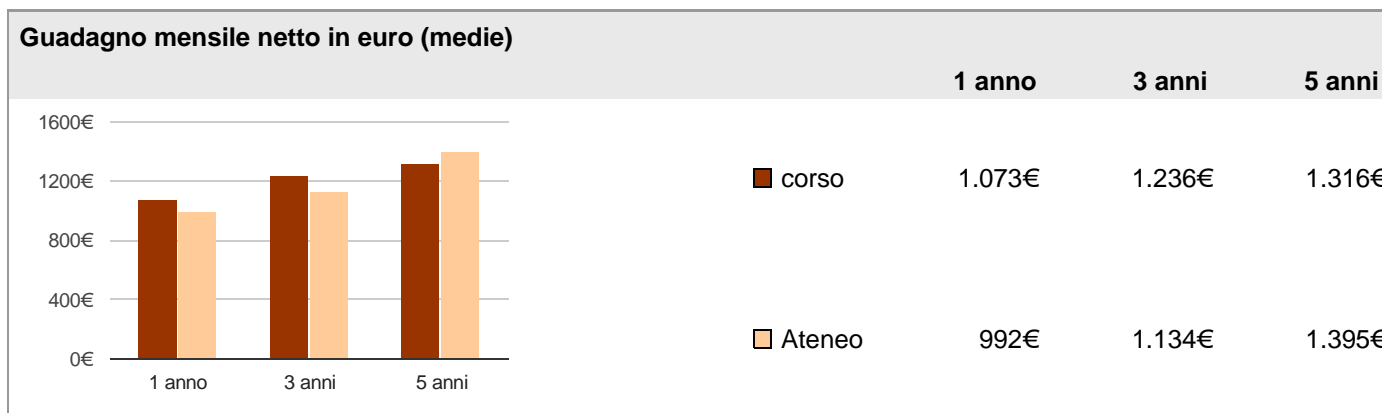 Guadagno mensile netto in euro (medie)
1 anno 3 anni 5 anni
1600€
1200€
800€
400€
0€
1 anno 3 anni 5 anni
corso 1.073€ 1.236€ 1.316€
Ateneo 992€ 1.134€ 1.395€